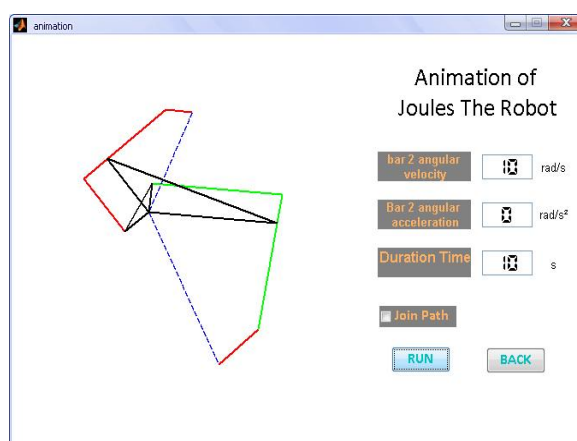 animation
Animation of
Joules The Robot
bar 2 angular
velocity
10
rad/s
Bar 2 angular
acceleration
0
rad/s²
Duration Time
10
s
Join Path
RUN
BACK